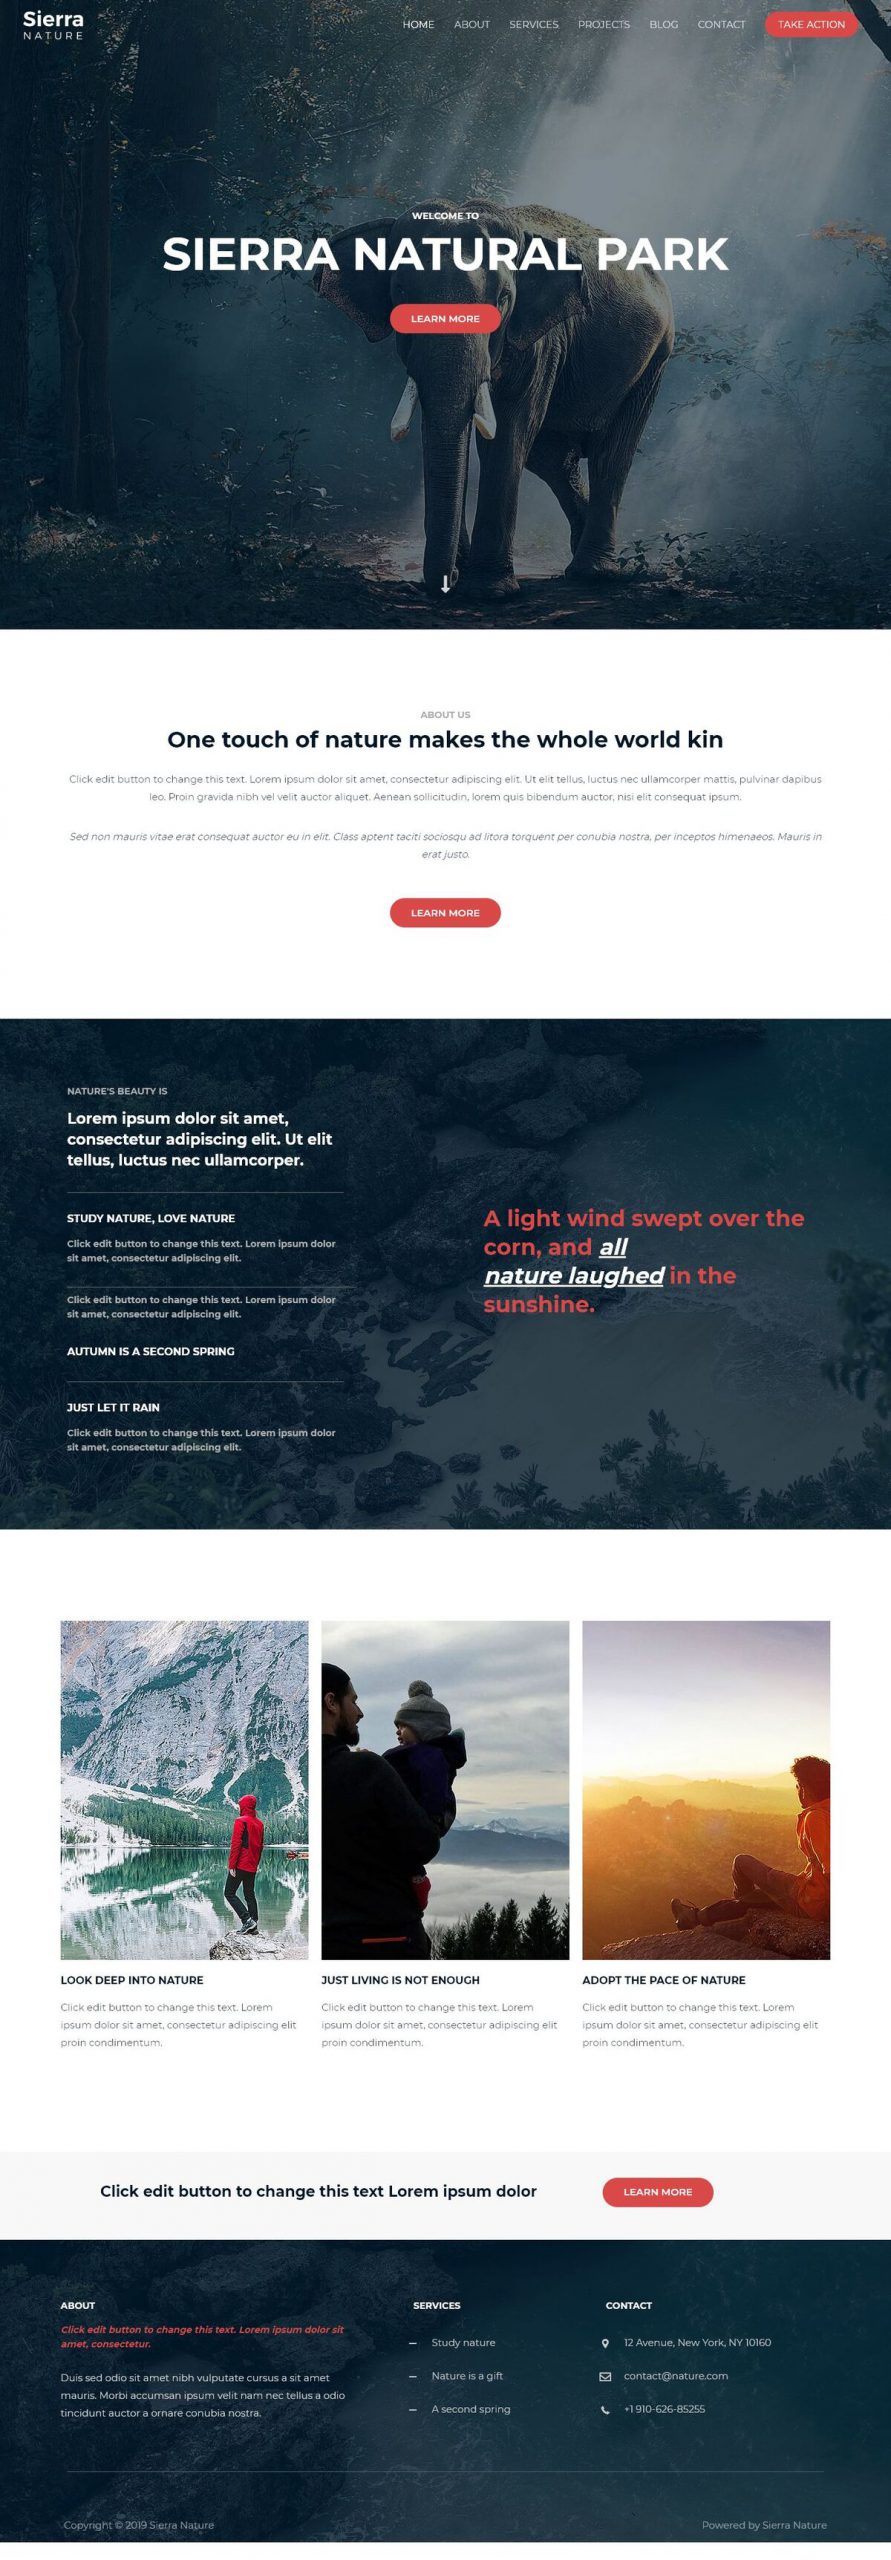 Sierra
NATURE
HOME ABOUT SERVICES PROJECTS BLOG CONTACT TAKE ACTION
WELCOME TO
SIERRA NATURAL PARK
LEARN MORE
ABOUT US
One touch of nature makes the whole world kin
Click edit button to change this text. Lorem ipsum dolor sit amet, consectetur adipiscing elit. Ut elit tellus, luctus nec ullamcorper mattis, pulvinar dapibus
leo. Proin gravida nibh vel velit auctor aliquet. Aenean sollicitudin, lorem quis bibendum auctor, nisi elit consequat ipsum.
Sed non mauris vitae erat consequat auctor eu in elit. Class aptent taciti sociosqu ad litora torquent per conubia nostra, per inceptos himenaeos. Mauris in
erat justo.
LEARN MORE
NATURE'S BEAUTY IS
Lorem ipsum dolor sit amet,
consectetur adipiscing elit. Ut elit
tellus, luctus nec ullamcorper.
STUDY NATURE, LOVE NATURE
Click edit button to change this text. Lorem ipsum dolor
sit amet, consectetur adipiscing elit.
Click edit button to change this text. Lorem ipsum dolor
sit amet, consectetur adipiscing elit.
AUTUMN IS A SECOND SPRING
JUST LET IT RAIN
Click edit button to change this text. Lorem ipsum dolor
sit amet, consectetur adipiscing elit.
A light wind swept over the
corn, and all
nature laughed in the
sunshine.
LOOK DEEP INTO NATURE
Click edit button to change this text. Lorem
ipsum dolor sit amet, consectetur adipiscing elit
proin condimentum.
JUST LIVING IS NOT ENOUGH
Click edit button to change this text. Lorem
ipsum dolor sit amet, consectetur adipiscing elit
proin condimentum.
ADOPT THE PACE OF NATURE
Click edit button to change this text. Lorem
ipsum dolor sit amet, consectetur adipiscing elit
proin condimentum.
Click edit button to change this text Lorem ipsum dolor
LEARN MORE
ABOUT
Click edit button to change this text. Lorem ipsum dolor sit
amet, consectetur.
Duis sed odio sit amet nibh vulputate cursus a sit amet
mauris. Morbi accumsan ipsum velit nam nec tellus a odio
tincidunt auctor a ornare conubia nostra.
SERVICES
Study nature
Nature is a gift
A second spring
CONTACT
12 Avenue, New York, NY 10160
contact@nature.com
+1 910-626-85255
Copyright © 2019 Sierra Nature
Powered by Sierra Nature